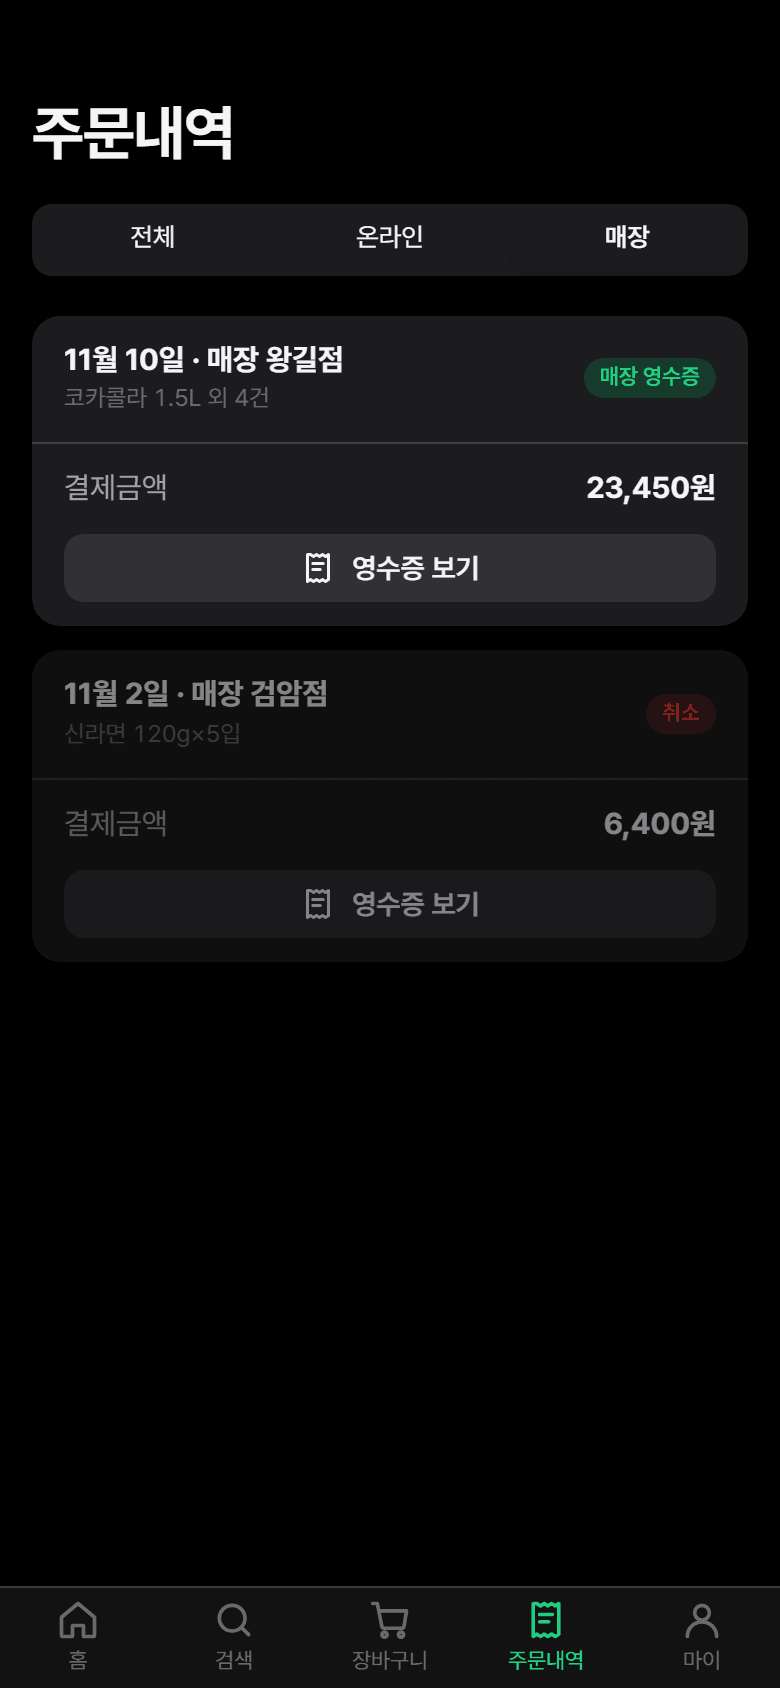 주문내역
전체 온라인 매장
11월 10일 · 매장 왕길점
코카콜라 1.5L 외 4건
매장 영수증
결제금액 23,450원
영수증 보기
11월 2일 · 매장 검암점
신라면 120g×5입
취소
결제금액 6,400원
영수증 보기
홈 검색 장바구니 주문내역 마이